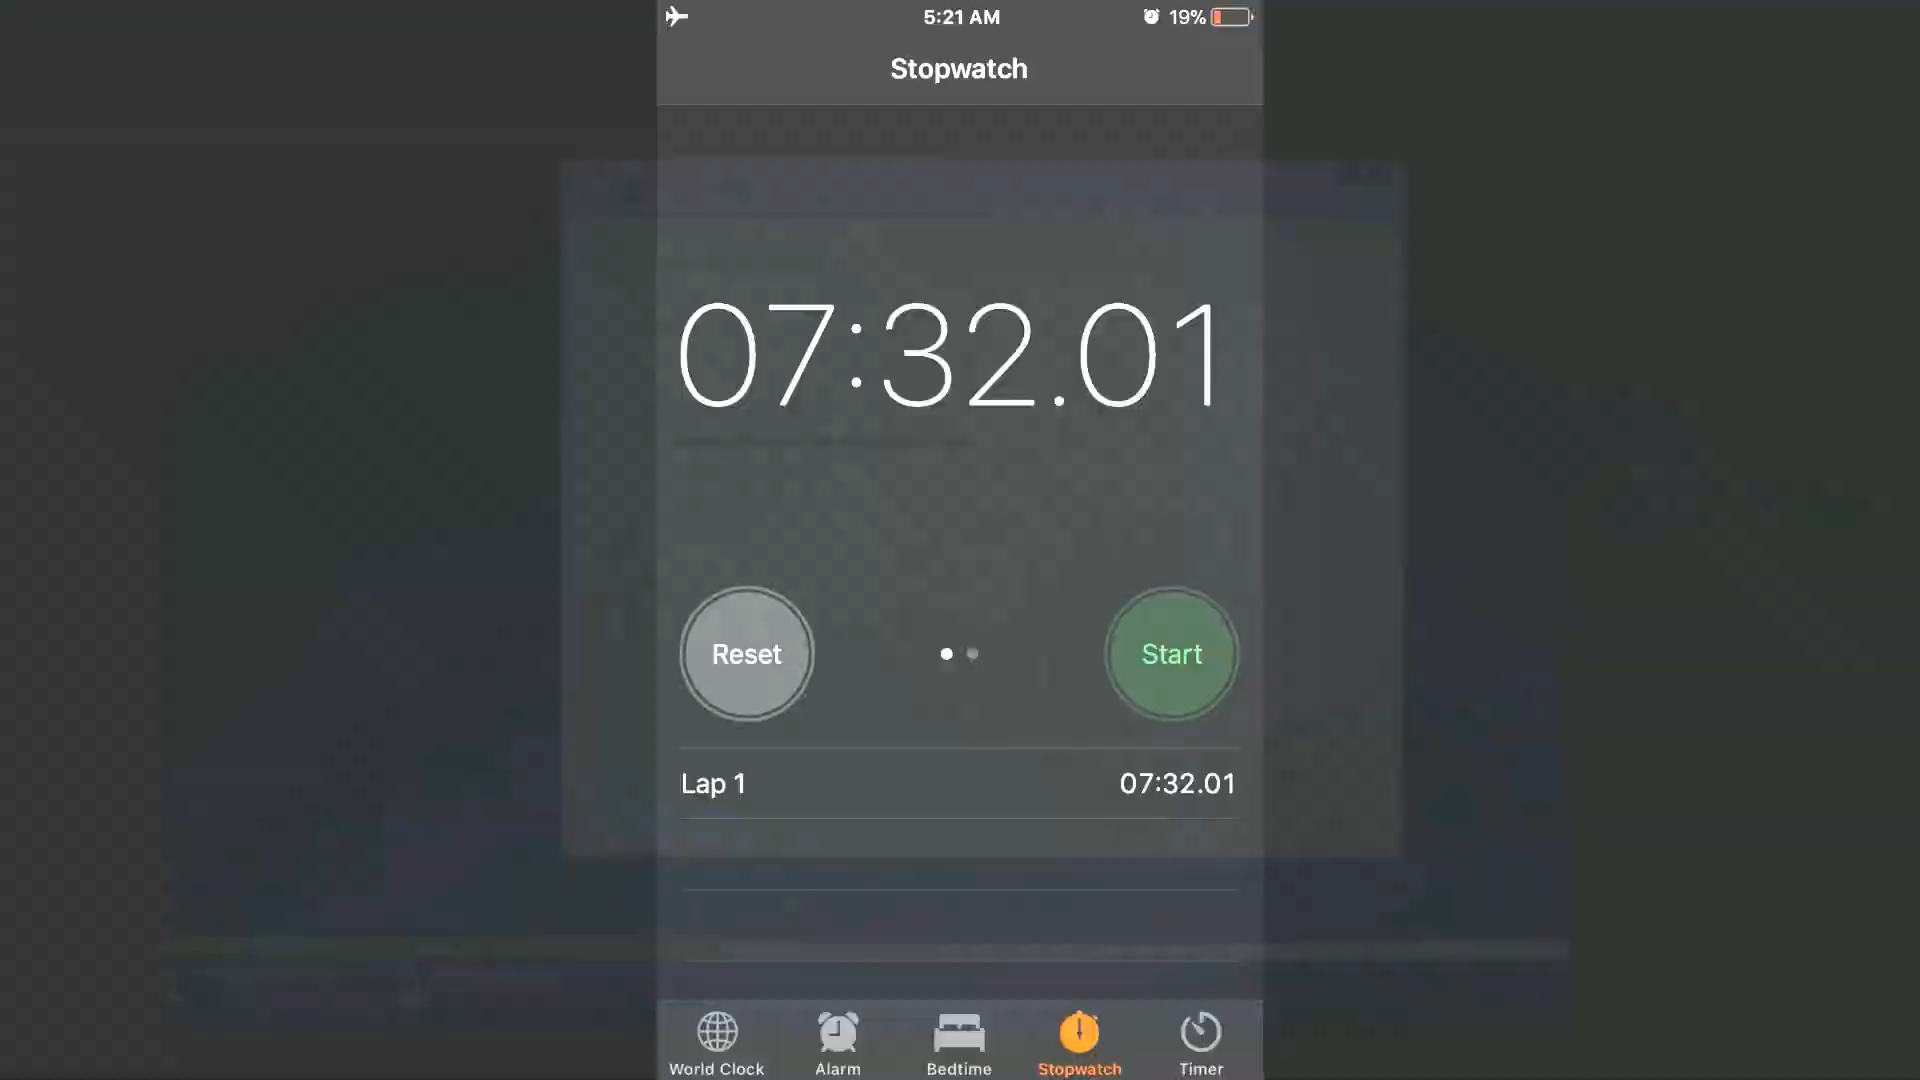 5:21 AM
19%
Stopwatch
07:32.01
Reset
Start
Lap 1
07:32.01
World Clock
Alarm
Bedtime
Stopwatch
Timer